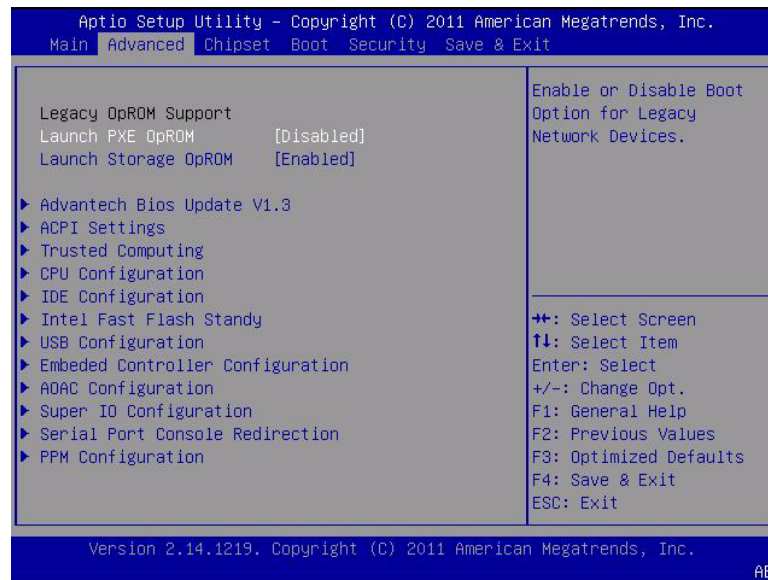 Aptio Setup Utility – Copyright (C) 2011 American Megatrends, Inc.
Main Advanced Chipset Boot Security Save & Exit
Legacy OpROM Support
Launch PXE OpROM [Disabled]
Launch Storage OpROM [Enabled]
Advantech Bios Update V1.3
ACPI Settings
Trusted Computing
CPU Configuration
IDE Configuration
Intel Fast Flash Standy
USB Configuration
Embeded Controller Configuration
AOAC Configuration
Super IO Configuration
Serial Port Console Redirection
PPM Configuration
Enable or Disable Boot
Option for Legacy
Network Devices.
→←: Select Screen
↑↓: Select Item
Enter: Select
+/-: Change Opt.
F1: General Help
F2: Previous Values
F3: Optimized Defaults
F4: Save & Exit
ESC: Exit
Version 2.14.1219. Copyright (C) 2011 American Megatrends, Inc.